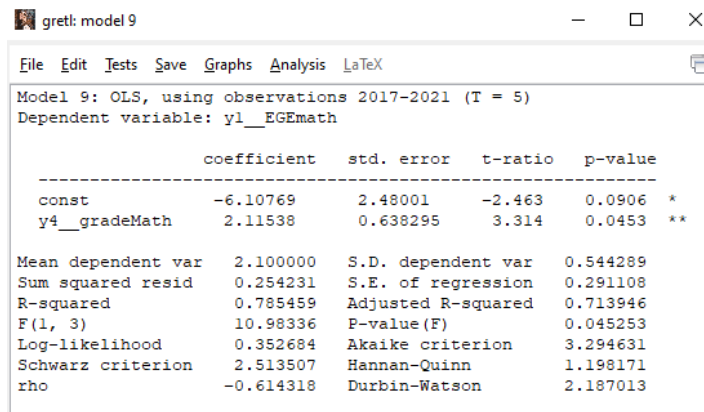 gretl: model 9
File Edit Tests Save Graphs Analysis LaTeX
Model 9: OLS, using observations 2017-2021 (T = 5)
Dependent variable: y1__EGEmath
coefficient std. error t-ratio p-value
---------------------------------------------------------------
const -6.10769 2.48001 -2.463 0.0906 *
y4__gradeMath 2.11538 0.638295 3.314 0.0453 **
Mean dependent var 2.100000 S.D. dependent var 0.544289
Sum squared resid 0.254231 S.E. of regression 0.291108
R-squared 0.785459 Adjusted R-squared 0.713946
F(1, 3) 10.98336 P-value(F) 0.045253
Log-likelihood 0.352684 Akaike criterion 3.294631
Schwarz criterion 2.513507 Hannan-Quinn 1.198171
rho -0.614318 Durbin-Watson 2.187013